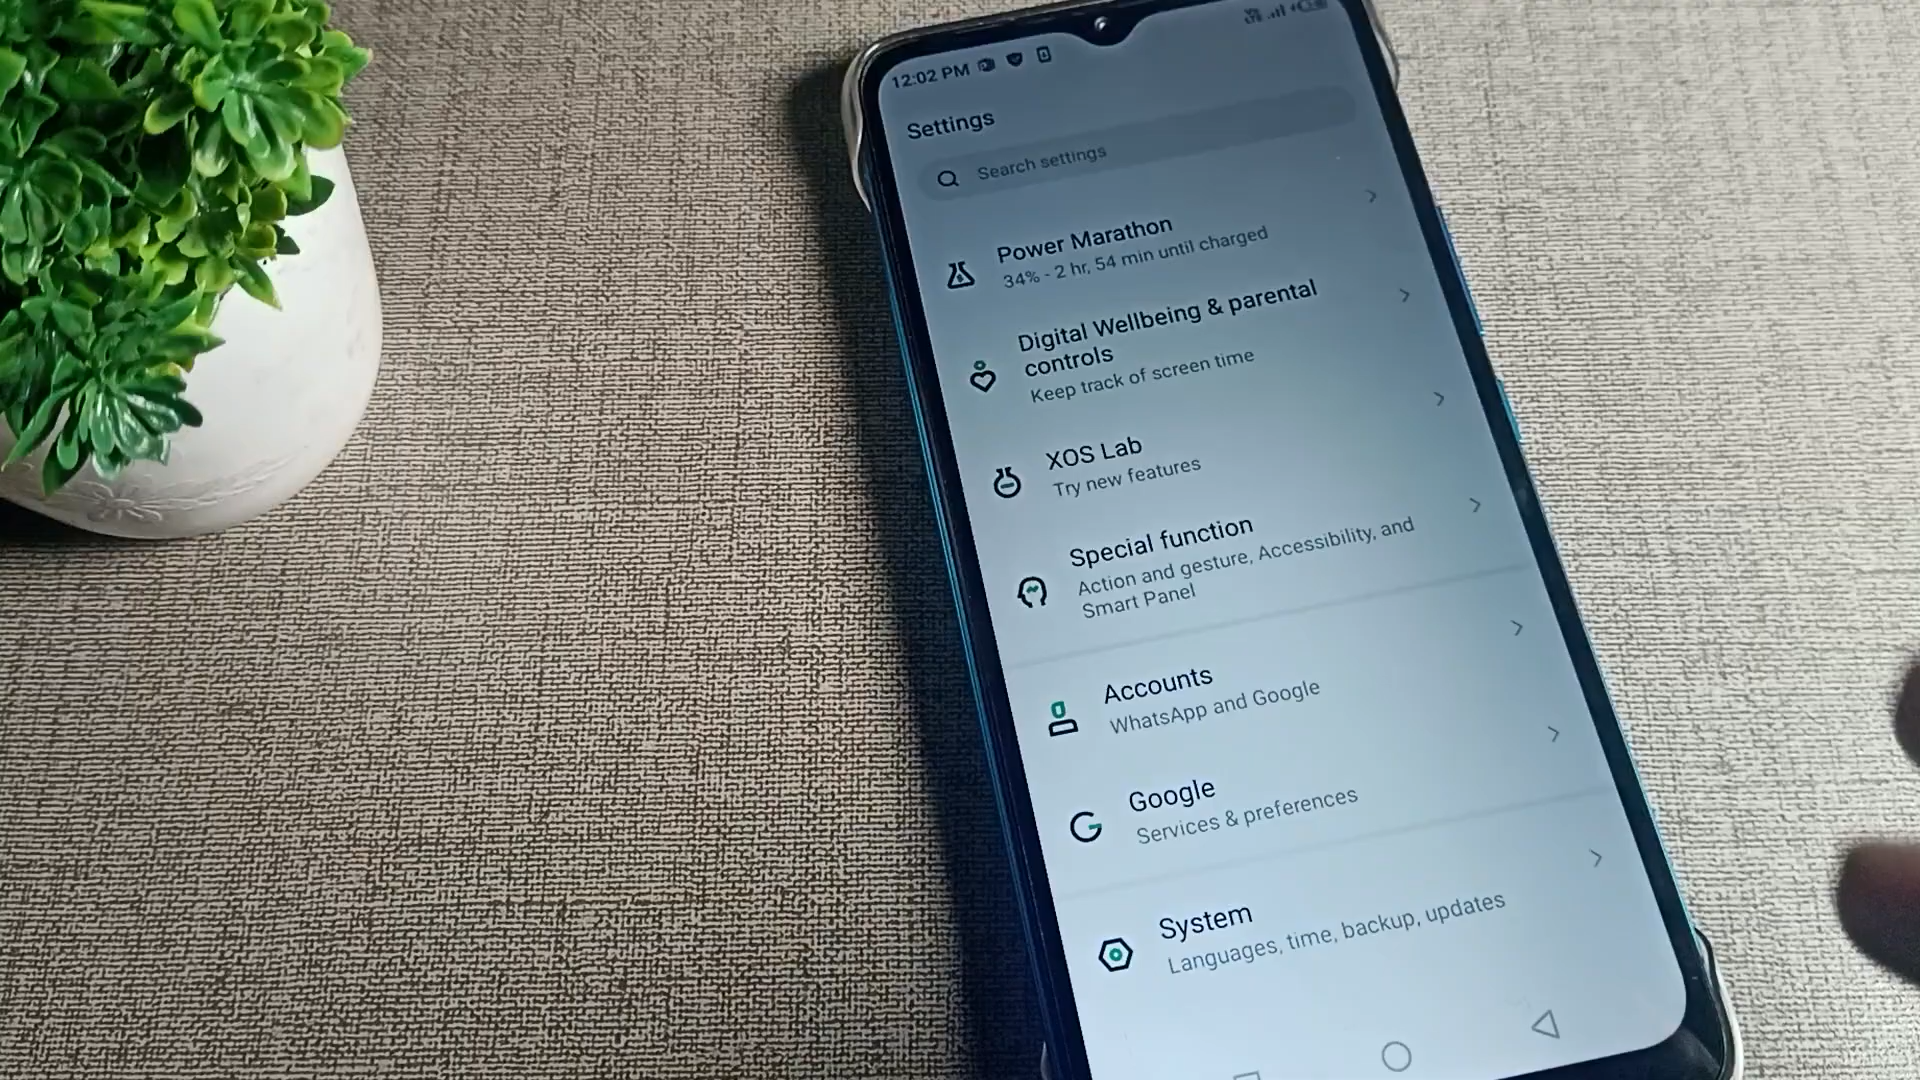 12:02 PM
Settings
Search settings
Power Marathon
34% - 2 hr, 54 min until charged
Digital Wellbeing & parental
controls
Keep track of screen time
XOS Lab
Try new features
Special function
Action and gesture, Accessibility, and
Smart Panel
Accounts
WhatsApp and Google
Google
Services & preferences
System
Languages, time, backup, updates